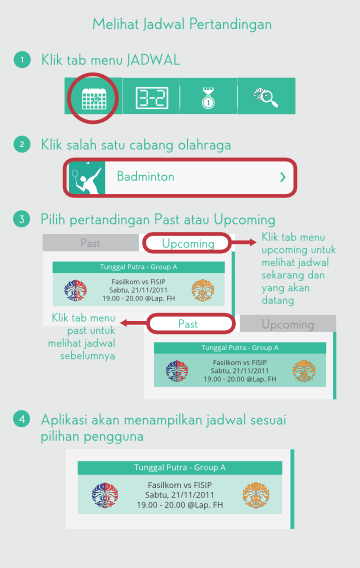 Melihat Jadwal Pertandingan
1 Klik tab menu JADWAL
3-2
1
2 Klik salah satu cabang olahraga
Badminton
3 Pilih pertandingan Past atau Upcoming
Past Upcoming
Klik tab menu
upcoming untuk
melihat jadwal
sekarang dan
yang akan
datang
Tunggal Putra - Group A
Fasilkom vs FISIP
Sabtu, 21/11/2011
19.00 - 20.00 @Lap. FH
Klik tab menu
past untuk
melihat jadwal
sebelumnya
Past Upcoming
Tunggal Putra - Group A
Fasilkom vs FISIP
Sabtu, 21/11/2011
19.00 - 20.00 @Lap. FH
4 Aplikasi akan menampilkan jadwal sesuai
pilihan pengguna
Tunggal Putra - Group A
Fasilkom vs FISIP
Sabtu, 21/11/2011
19.00 - 20.00 @Lap. FH